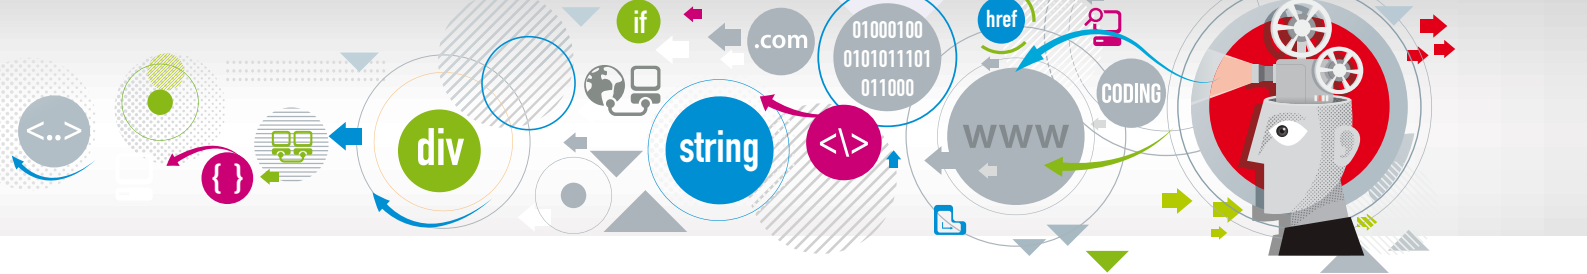 <..>
{ }
div
if
string
.com
<\>
01000100
0101011101
011000
href
www
CODING